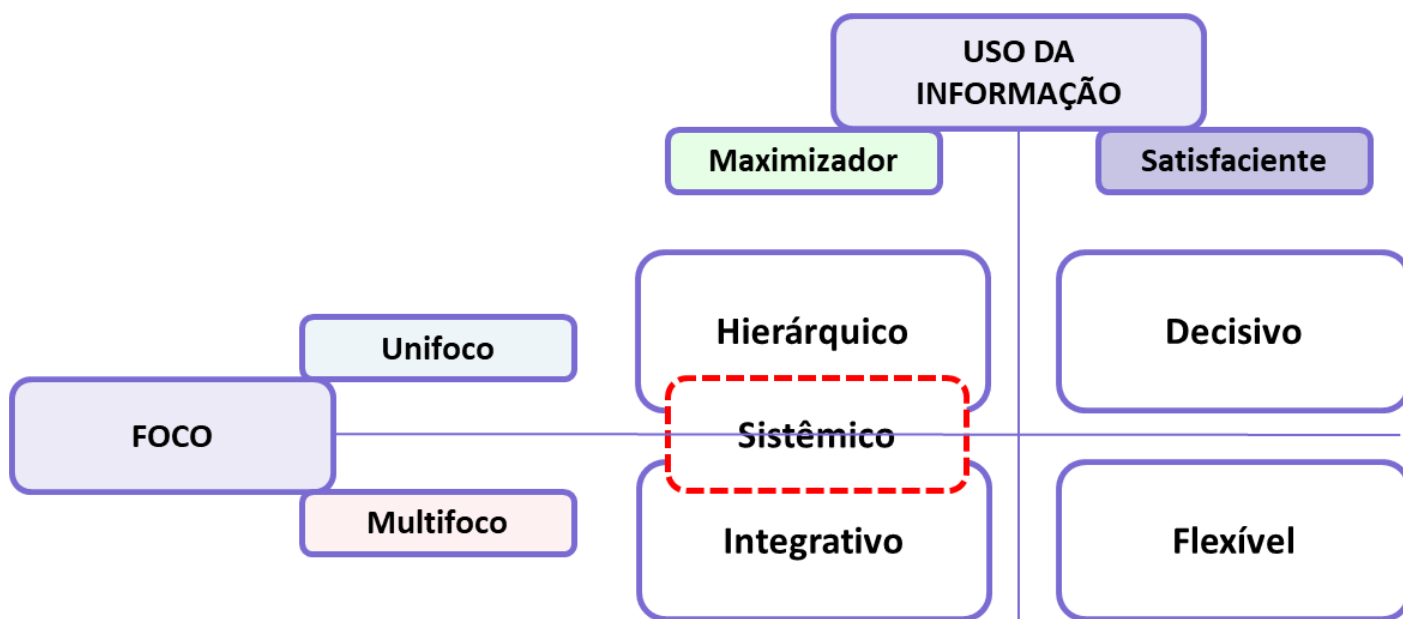 USO DA
INFORMAÇÃO
Maximizador
Satisfaciente
Hierárquico
Decisivo
Unifoco
FOCO
Sistêmico
Multifoco
Integrativo
Flexível